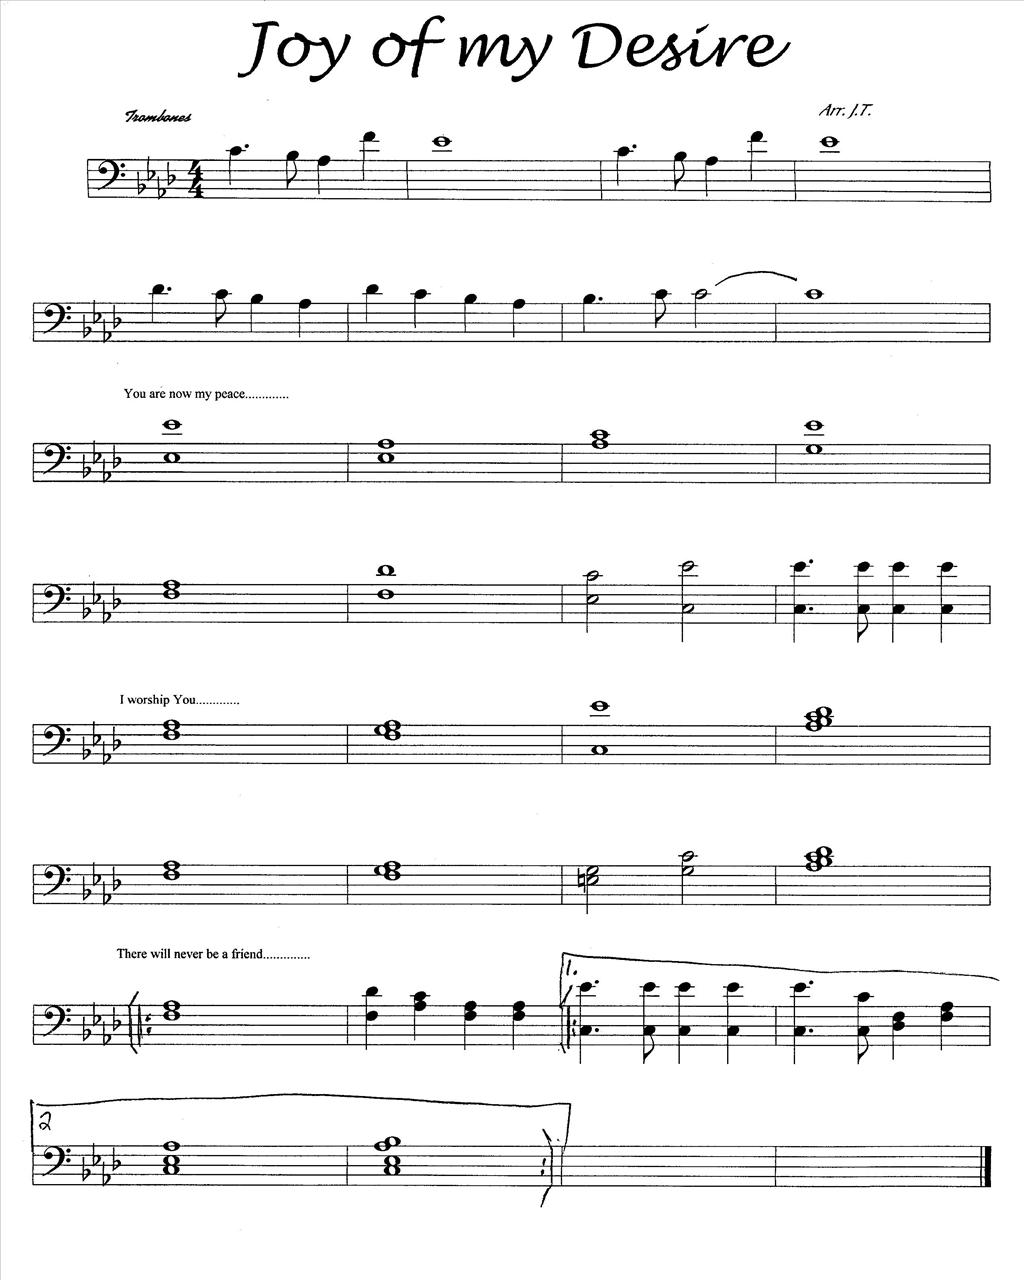 Joy of my Desire
Trombones
Arr. J.T.
4
4
You are now my peace.............
I worship You.............
There will never be a friend..............
1.
2